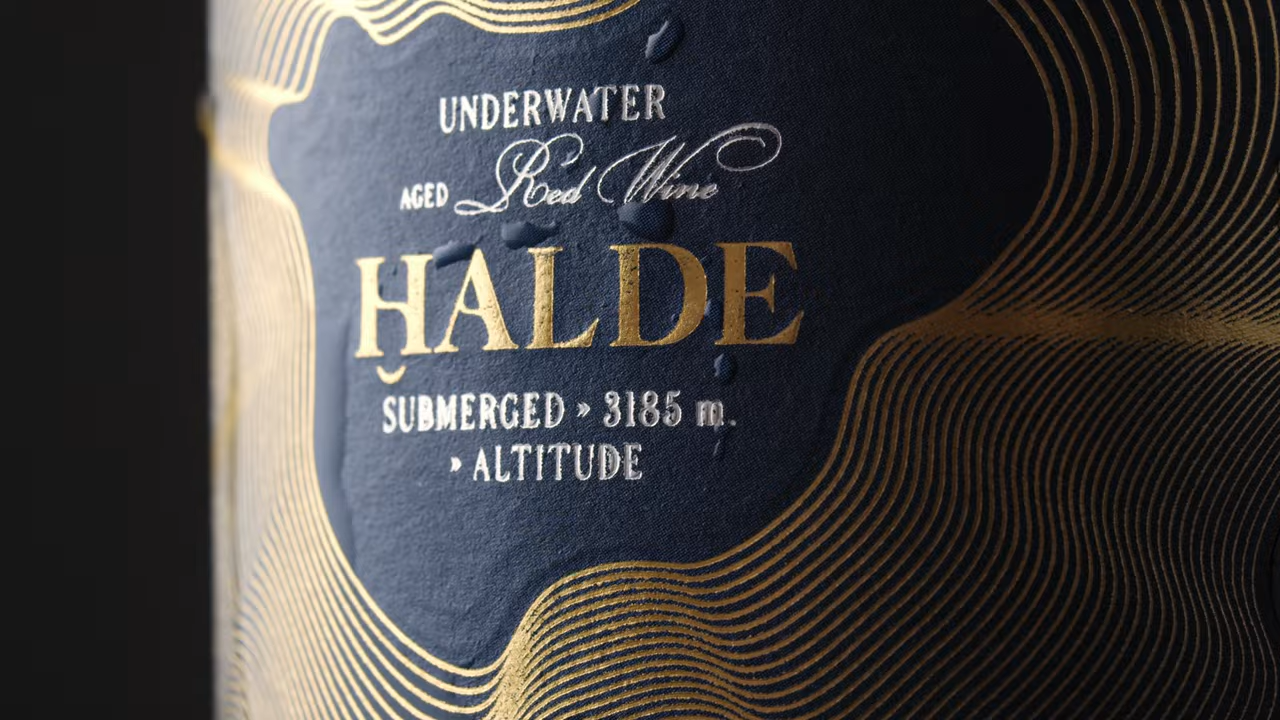 UNDERWATER
AGED Red Wine
HALDE
SUBMERGED » 3185 m.
» ALTITUDE